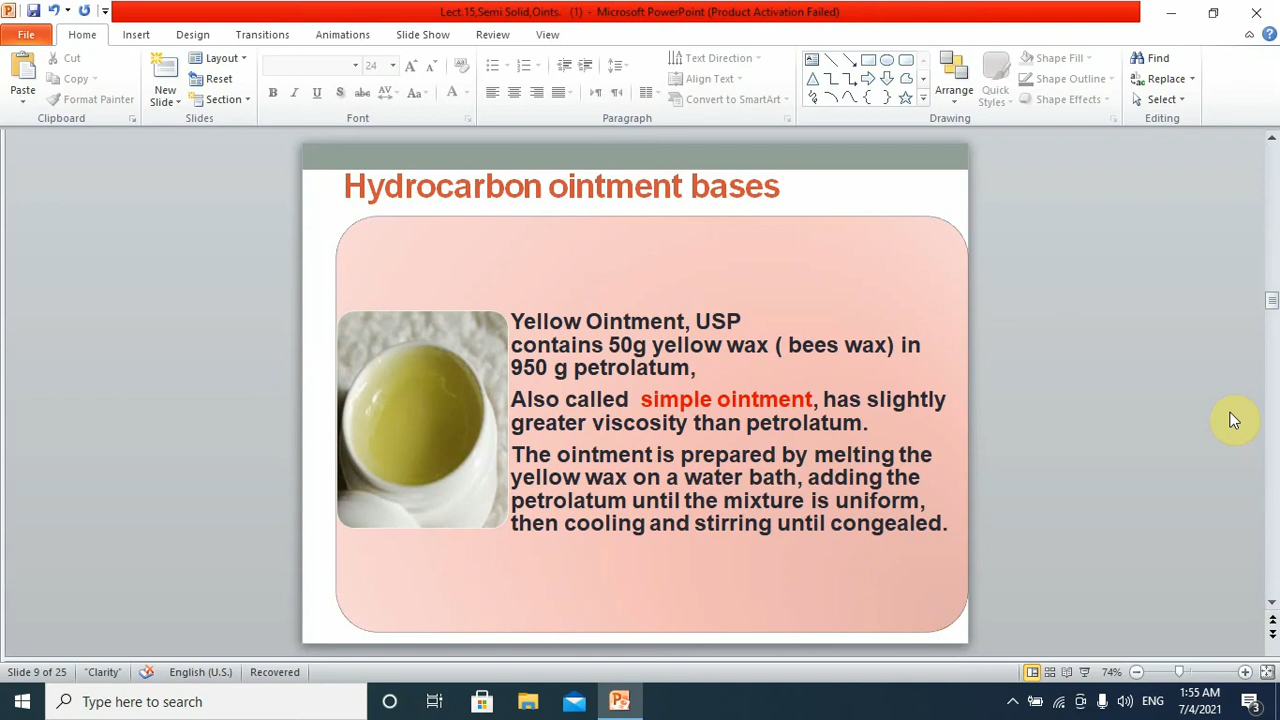 Lect.15,Semi Solid,Oints. (1) - Microsoft PowerPoint (Product Activation Failed)
File Home Insert Design Transitions Animations Slide Show Review View
Paste
Cut
Copy
Format Painter
Clipboard
New
Slide
Layout
Reset
Section
Slides
24
B I U S abc AV Aa A
Font
Text Direction
Align Text
Convert to SmartArt
Paragraph
Arrange
Quick
Styles
Shape Fill
Shape Outline
Shape Effects
Drawing
Find
Replace
Select
Editing
Hydrocarbon ointment bases
Yellow Ointment, USP
contains 50g yellow wax ( bees wax) in
950 g petrolatum,
Also called simple ointment, has slightly
greater viscosity than petrolatum.
The ointment is prepared by melting the
yellow wax on a water bath, adding the
petrolatum until the mixture is uniform,
then cooling and stirring until congealed.
Slide 9 of 25 "Clarity" English (U.S.) Recovered 74%
Type here to search
ENG
1:55 AM
7/4/2021
3